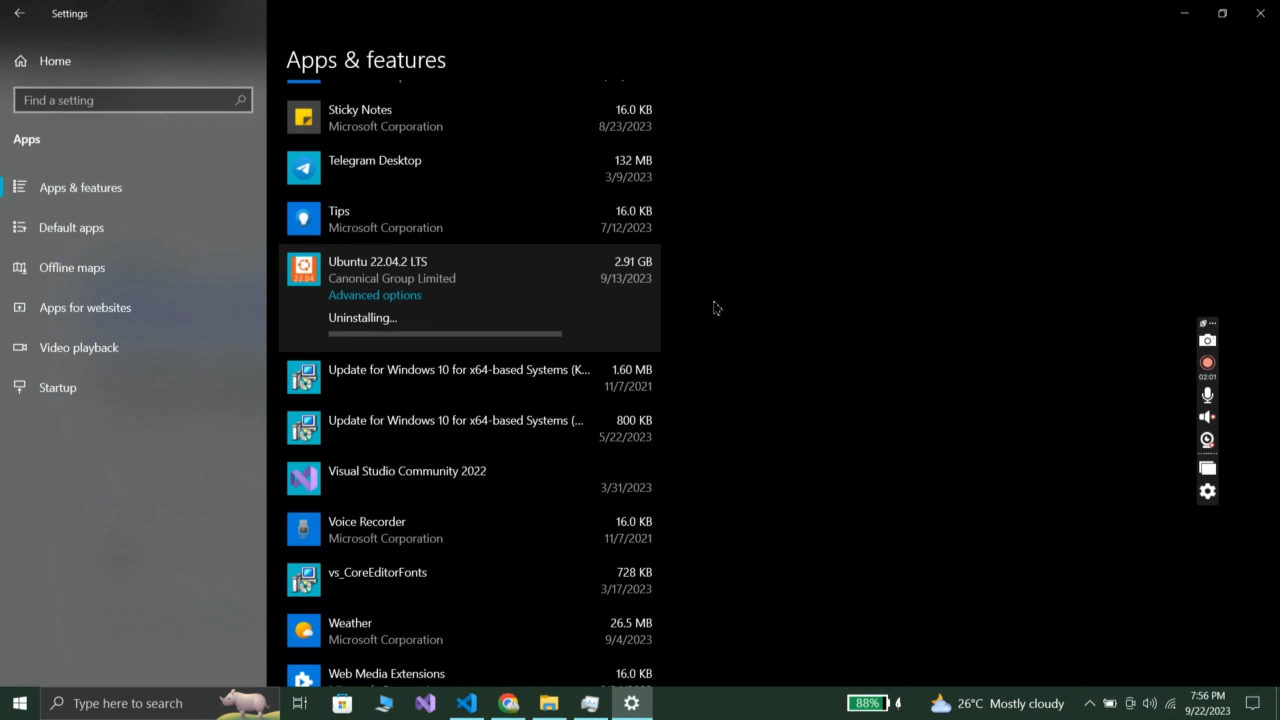 Settings
Home
Find a setting
Apps
Apps & features
Default apps
Offline maps
Apps for websites
Video playback
Startup
Apps & features
Sticky Notes 16.0 KB
Microsoft Corporation 8/23/2023
Telegram Desktop 132 MB
3/9/2023
Tips 16.0 KB
Microsoft Corporation 7/12/2023
22.04
Ubuntu 22.04.2 LTS 2.91 GB
Canonical Group Limited 9/13/2023
Advanced options
Uninstalling...
Update for Windows 10 for x64-based Systems (K... 1.60 MB
11/7/2021
Update for Windows 10 for x64-based Systems (... 800 KB
5/22/2023
Visual Studio Community 2022
3/31/2023
Voice Recorder 16.0 KB
Microsoft Corporation 11/7/2021
vs_CoreEditorFonts 728 KB
3/17/2023
Weather 26.5 MB
Microsoft Corporation 9/4/2023
Web Media Extensions 16.0 KB
02:01
Type here to search
88%
26°C Mostly cloudy
7:56 PM
9/22/2023